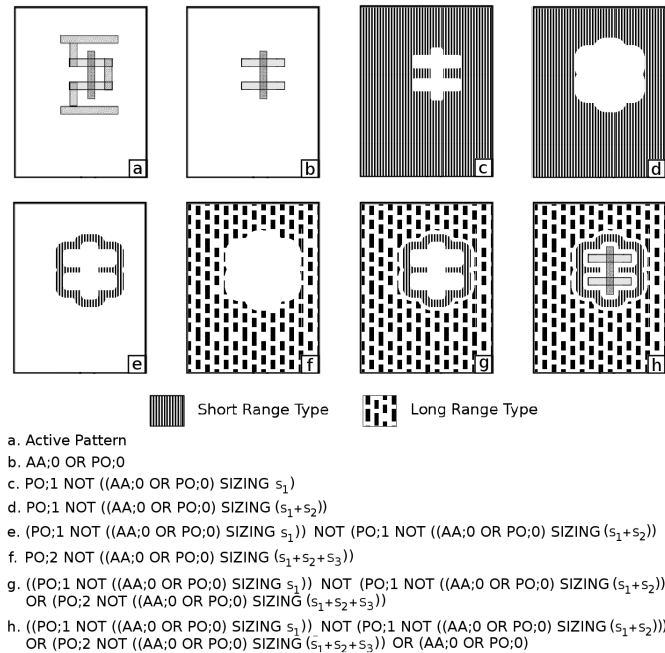 a
b
c
d
e
f
g
h
Short Range Type
Long Range Type
a. Active Pattern
b. AA;0 OR PO;0
c. PO;1 NOT ((AA;0 OR PO;0) SIZING s1)
d. PO;1 NOT ((AA;0 OR PO;0) SIZING (s1+s2))
e. (PO;1 NOT ((AA;0 OR PO;0) SIZING s1)) NOT (PO;1 NOT ((AA;0 OR PO;0) SIZING (s1+s2))
f. PO;2 NOT ((AA;0 OR PO;0) SIZING (s1+s2+s3))
g. ((PO;1 NOT ((AA;0 OR PO;0) SIZING s1)) NOT (PO;1 NOT ((AA;0 OR PO;0) SIZING (s1+s2))
OR (PO;2 NOT ((AA;0 OR PO;0) SIZING (s1+s2+s3))
h. ((PO;1 NOT ((AA;0 OR PO;0) SIZING s1)) NOT (PO;1 NOT ((AA;0 OR PO;0) SIZING (s1+s2)))
OR (PO;2 NOT ((AA;0 OR PO;0) SIZING (s1+s2+s3)) OR (AA;0 OR PO;0)